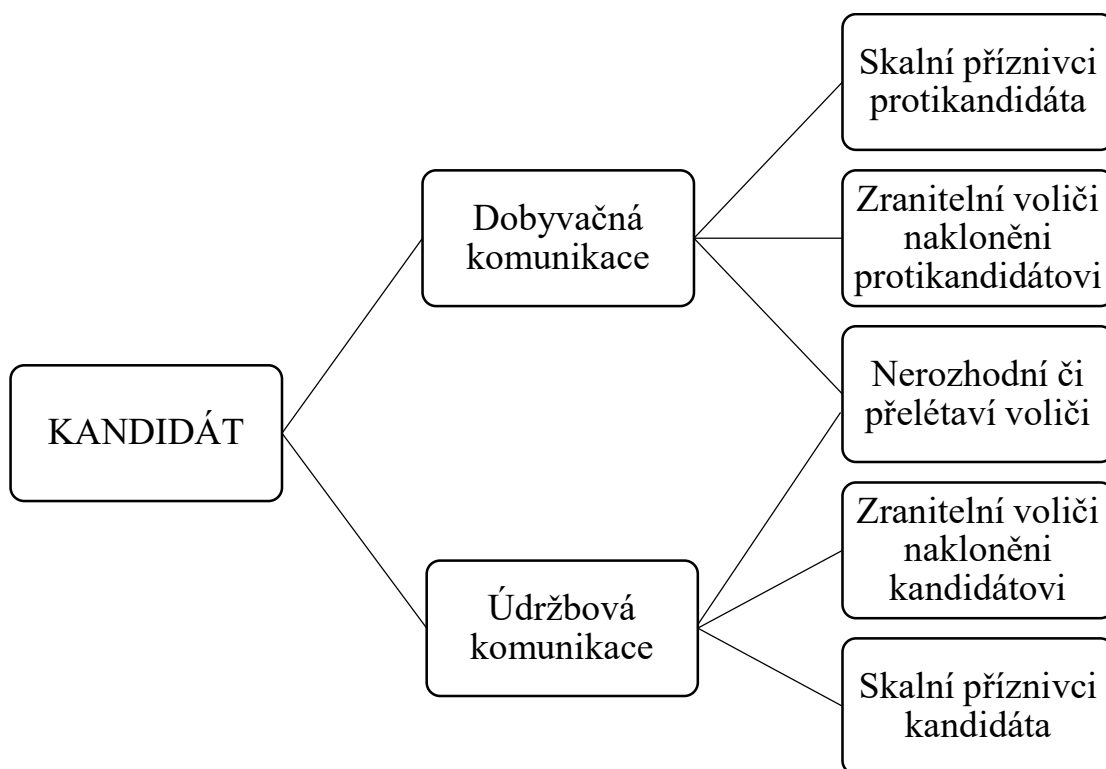 KANDIDÁT
Dobyvačná
komunikace
Údržbová
komunikace
Skalní příznivci
protikandidáta
Zranitelní voliči
nakloněni
protikandidátovi
Nerozhodní či
přelétaví voliči
Zranitelní voliči
nakloněni
kandidátovi
Skalní příznivci
kandidáta